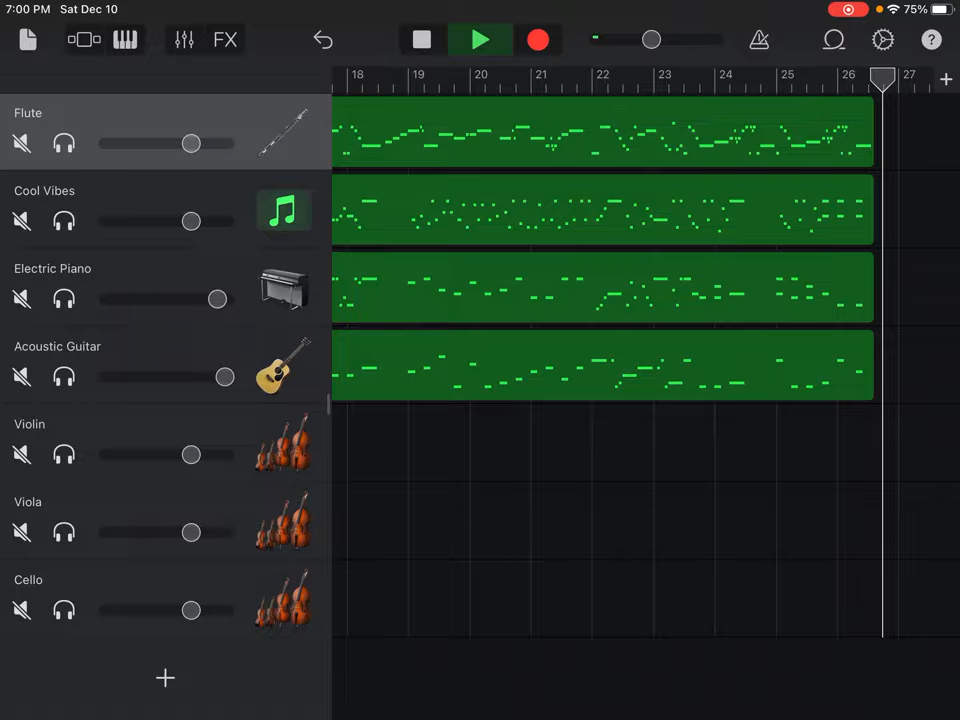 7:00 PM Sat Dec 10
75%
FX
?
18 19 20 21 22 23 24 25 26 27
Flute
Cool Vibes
Electric Piano
Acoustic Guitar
Violin
Viola
Cello